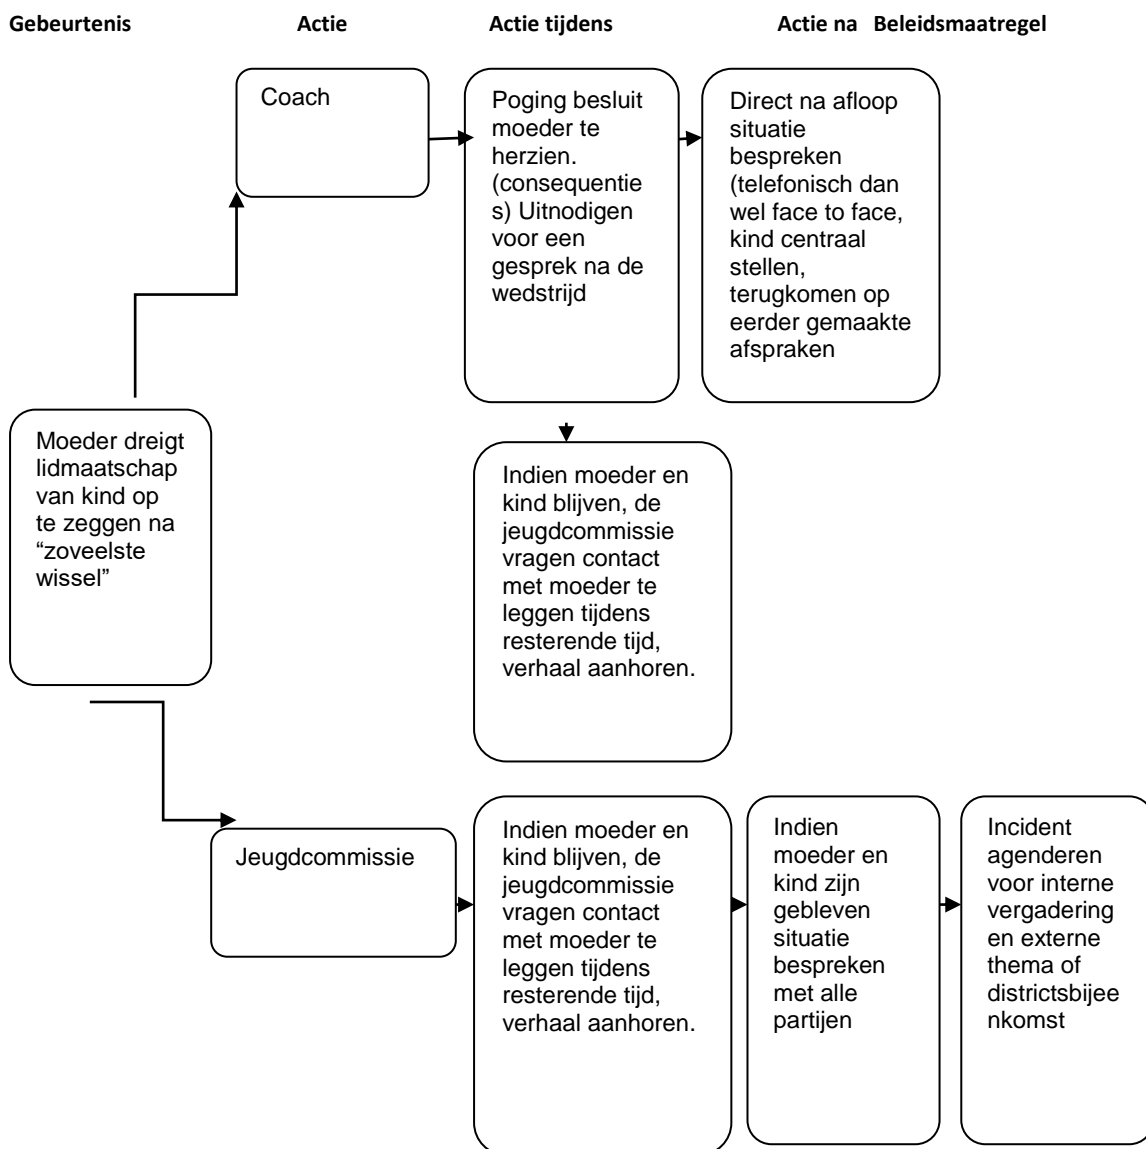 Gebeurtenis Actie Actie tijdens Actie na Beleidsmaatregel
Coach
Poging besluit
moeder te
herzien.
(consequentie
s) Uitnodigen
voor een
gesprek na de
wedstrijd
Direct na afloop
situatie
bespreken
(telefonisch dan
wel face to face,
kind centraal
stellen,
terugkomen op
eerder gemaakte
afspraken
Moeder dreigt
lidmaatschap
van kind op
te zeggen na
“zoveelste
wissel”
Indien moeder en
kind blijven, de
jeugdcommissie
vragen contact
met moeder te
leggen tijdens
resterende tijd,
verhaal aanhoren.
Jeugdcommissie
Indien moeder en
kind blijven, de
jeugdcommissie
vragen contact
met moeder te
leggen tijdens
resterende tijd,
verhaal aanhoren.
Indien
moeder en
kind zijn
gebleven
situatie
bespreken
met alle
partijen
Incident
agenderen
voor interne
vergadering
en externe
thema of
districtsbijee
nkomst